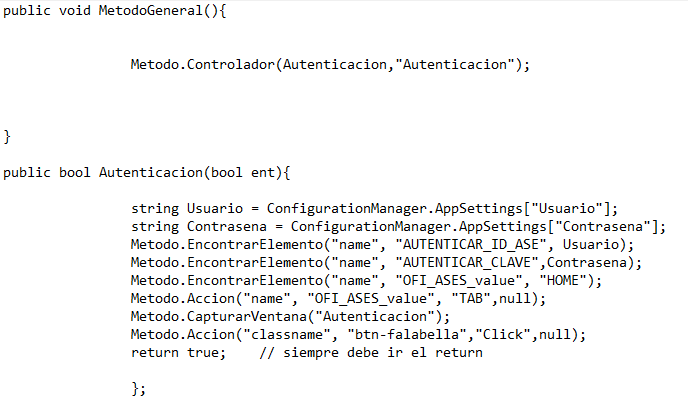 public void MetodoGeneral(){
Metodo.Controlador(Autenticacion,"Autenticacion");
}
public bool Autenticacion(bool ent){
string Usuario = ConfigurationManager.AppSettings["Usuario"];
string Contrasena = ConfigurationManager.AppSettings["Contrasena"];
Metodo.EncontrarElemento("name", "AUTENTICAR_ID_ASE", Usuario);
Metodo.EncontrarElemento("name", "AUTENTICAR_CLAVE",Contrasena);
Metodo.EncontrarElemento("name", "OFI_ASES_value", "HOME");
Metodo.Accion("name", "OFI_ASES_value", "TAB",null);
Metodo.CapturarVentana("Autenticacion");
Metodo.Accion("classname", "btn-falabella","Click",null);
return true;    // siempre debe ir el return
};